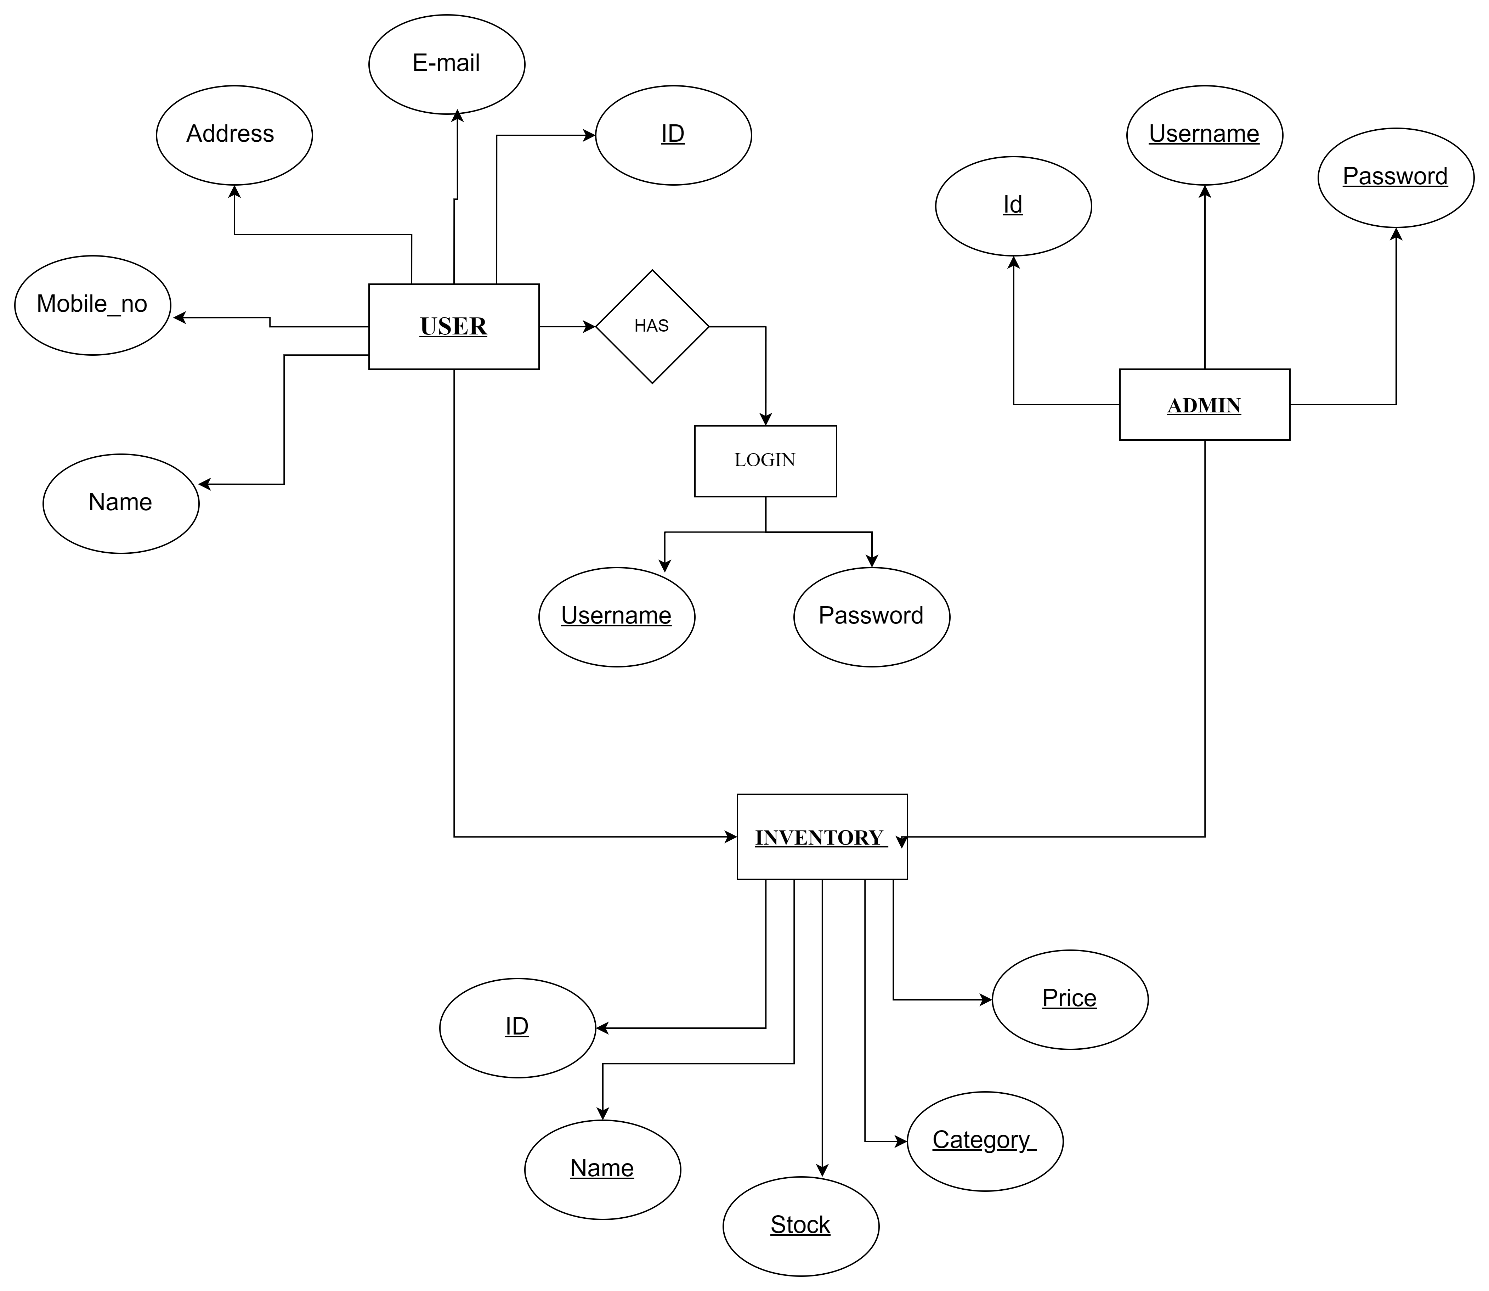 E-mail
Address
ID
Username
Password
Id
Mobile_no
USER
HAS
ADMIN
LOGIN
Name
Username
Password
INVENTORY
Price
ID
Category
Name
Stock